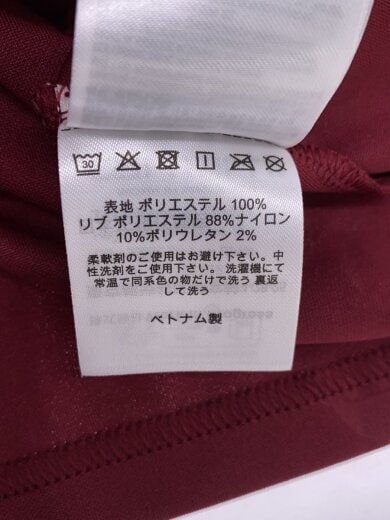 30
表地 ポリエステル 100%
リブ ポリエステル 88%ナイロン
10%ポリウレタン 2%
柔軟剤のご使用はお避け下さい。中
性洗剤をご使用下さい。 洗濯機にて
常温で同系色の物だけで洗う 裏返
して洗う
ベトナム製